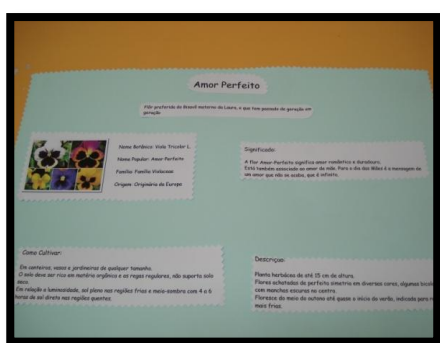 Amor Perfeito
Flor preferida da Bisavó materna da Laura, e que tem passado de geração em
geração
Nome Botânico: Viola Tricolor L.
Nome Popular: Amor-Perfeito
Família: Família Violaceae
Origem: Originária da Europa
Significado:
A flor Amor-Perfeito significa amor romântico e duradouro.
Está também associada ao amor de mãe. Para o dia das Mães é a mensagem de
um amor que não se acaba, que é infinito.
Como Cultivar:
Em canteiros, vasos e jardineiras de qualquer tamanho.
O solo deve ser rico em matéria orgânica e as regas regulares, não suporta solo
seco.
Em relação a luminosidade, sol pleno nas regiões frias e meia-sombra com 4 a 6
horas de sol direto nas regiões quentes.
Descrição:
Planta herbácea de até 15 cm de altura.
Flores achatadas de perfeita simetria em diversas cores, algumas
com manchas escuras no centro.
Floresce do meio do outono até quase o início do verão, indicada para
mais frias.